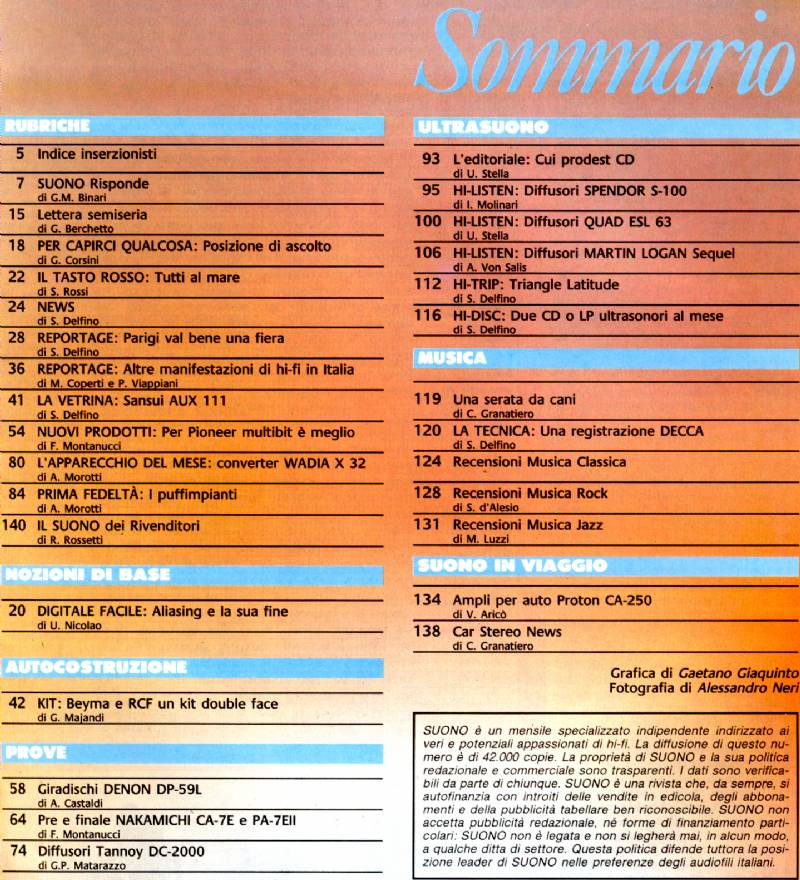 Sommario
RUBRICHE
5 Indice inserzionisti
7 SUONO Risponde
di G.M. Binari
15 Lettera semiseria
di G. Berchetto
18 PER CAPIRCI QUALCOSA: Posizione di ascolto
di G. Corsini
22 IL TASTO ROSSO: Tutti al mare
di S. Rossi
24 NEWS
di S. Delfino
28 REPORTAGE: Parigi val bene una fiera
di S. Delfino
36 REPORTAGE: Altre manifestazioni di hi-fi in Italia
di M. Coperti e P. Viappiani
41 LA VETRINA: Sansui AUX 111
di S. Delfino
54 NUOVI PRODOTTI: Per Pioneer multibit è meglio
di F. Montanucci
80 L'APPARECCHIO DEL MESE: converter WADIA X 32
di A. Morotti
84 PRIMA FEDELTÀ: I puffimpianti
di A. Morotti
140 IL SUONO dei Rivenditori
di R. Rossetti
NOZIONI DI BASE
20 DIGITALE FACILE: Aliasing e la sua fine
di U. Nicolao
AUTOCOSTRUZIONE
42 KIT: Beyma e RCF un kit double face
di G. Majandi
PROVE
58 Giradischi DENON DP-59L
di A. Castaldi
64 Pre e finale NAKAMICHI CA-7E e PA-7EII
di F. Montanucci
74 Diffusori Tannoy DC-2000
di G.P. Matarazzo
ULTRASUONO
93 L'editoriale: Cui prodest CD
di U. Stella
95 HI-LISTEN: Diffusori SPENDOR S-100
di I. Molinari
100 HI-LISTEN: Diffusori QUAD ESL 63
di U. Stella
106 HI-LISTEN: Diffusori MARTIN LOGAN Sequel
di A. Von Salis
112 HI-TRIP: Triangle Latitude
di S. Delfino
116 HI-DISC: Due CD o LP ultrasonori al mese
di S. Delfino
MUSICA
119 Una serata da cani
di C. Granatiero
120 LA TECNICA: Una registrazione DECCA
di S. Delfino
124 Recensioni Musica Classica
128 Recensioni Musica Rock
di S. d'Alesio
131 Recensioni Musica Jazz
di M. Luzzi
SUONO IN VIAGGIO
134 Ampli per auto Proton CA-250
di V. Aricò
138 Car Stereo News
di C. Granatiero
Grafica di Gaetano Giaquinto
Fotografia di Alessandro Neri
SUONO è un mensile specializzato indipendente indirizzato ai
veri e potenziali appassionati di hi-fi. La diffusione di questo nu-
mero è di 42.000 copie. La proprietà di SUONO e la sua politica
redazionale e commerciale sono trasparenti. I dati sono verifica-
bili da parte di chiunque. SUONO è una rivista che, da sempre, si
autofinanzia con introiti delle vendite in edicola, degli abbona-
menti e della pubblicità tabellare ben riconoscibile. SUONO non
accetta pubblicità redazionale, né forme di finanziamento parti-
colari: SUONO non è legata e non si legherà mai, in alcun modo,
a qualche ditta di settore. Questa politica difende tuttora la posi-
zione leader di SUONO nelle preferenze degli audiofili italiani.